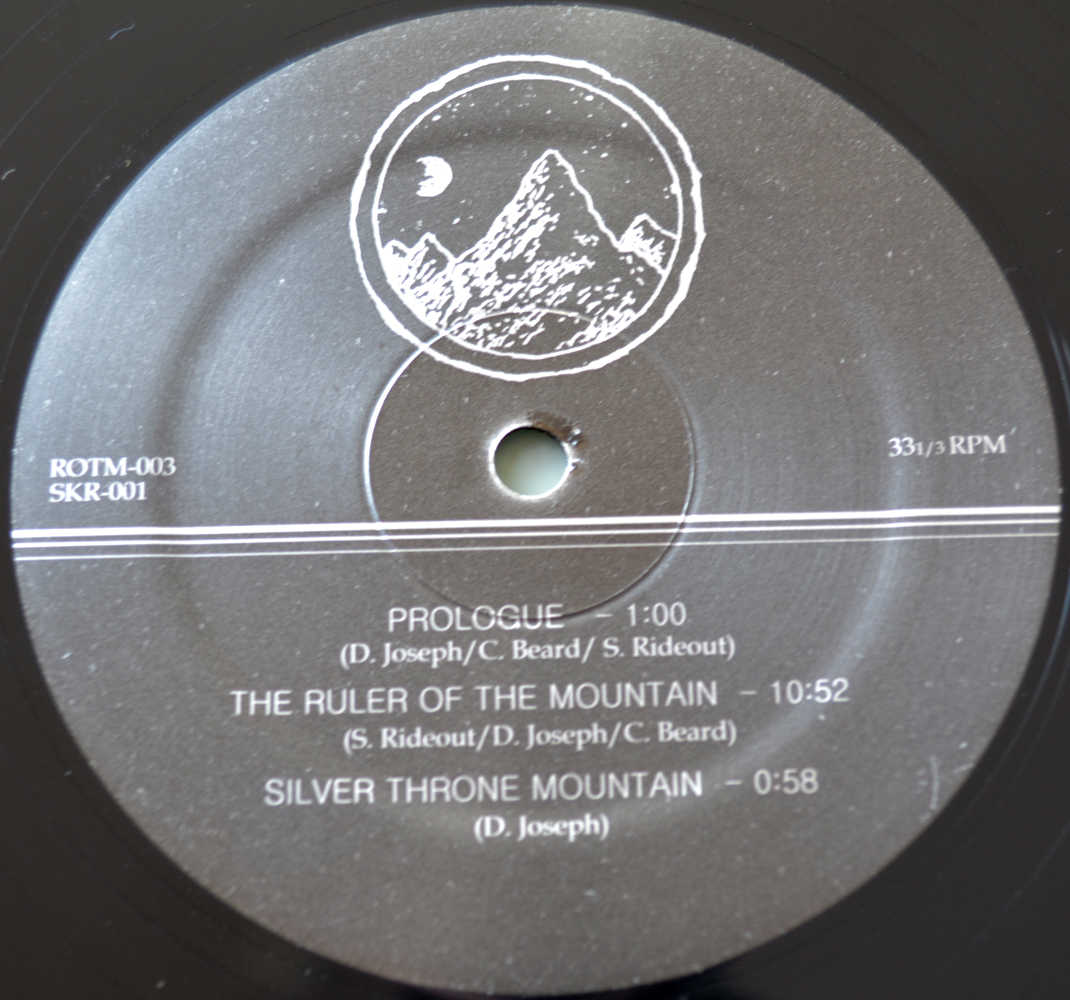 ROTM-003
SKR-001
33 1/3 RPM
PROLOGUE - 1:00
(D. Joseph/C. Beard/ S. Rideout)
THE RULER OF THE MOUNTAIN - 10:52
(S. Rideout/D. Joseph/C. Beard)
SILVER THRONE MOUNTAIN - 0:58
(D. Joseph)